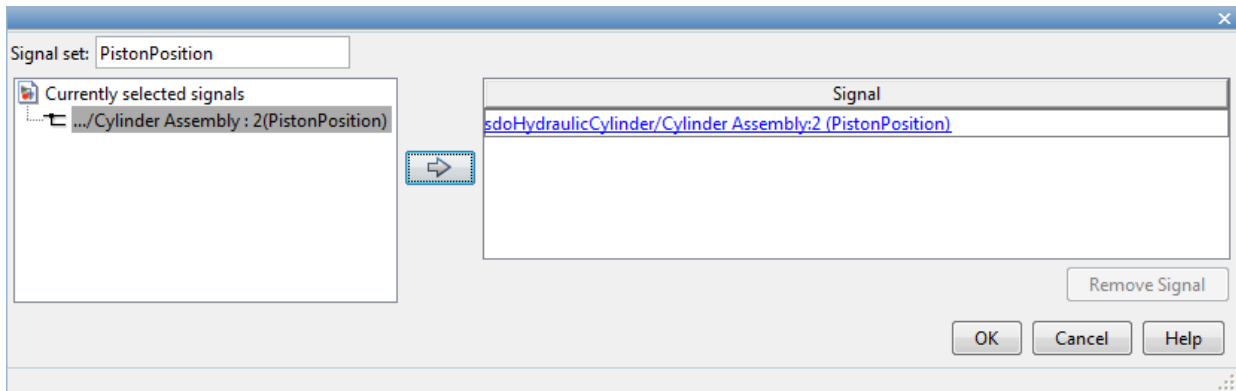 Signal set: PistonPosition
Currently selected signals
.../Cylinder Assembly : 2(PistonPosition)
Signal
sdoHydraulicCylinder/Cylinder Assembly:2 (PistonPosition)
Remove Signal
OK Cancel Help